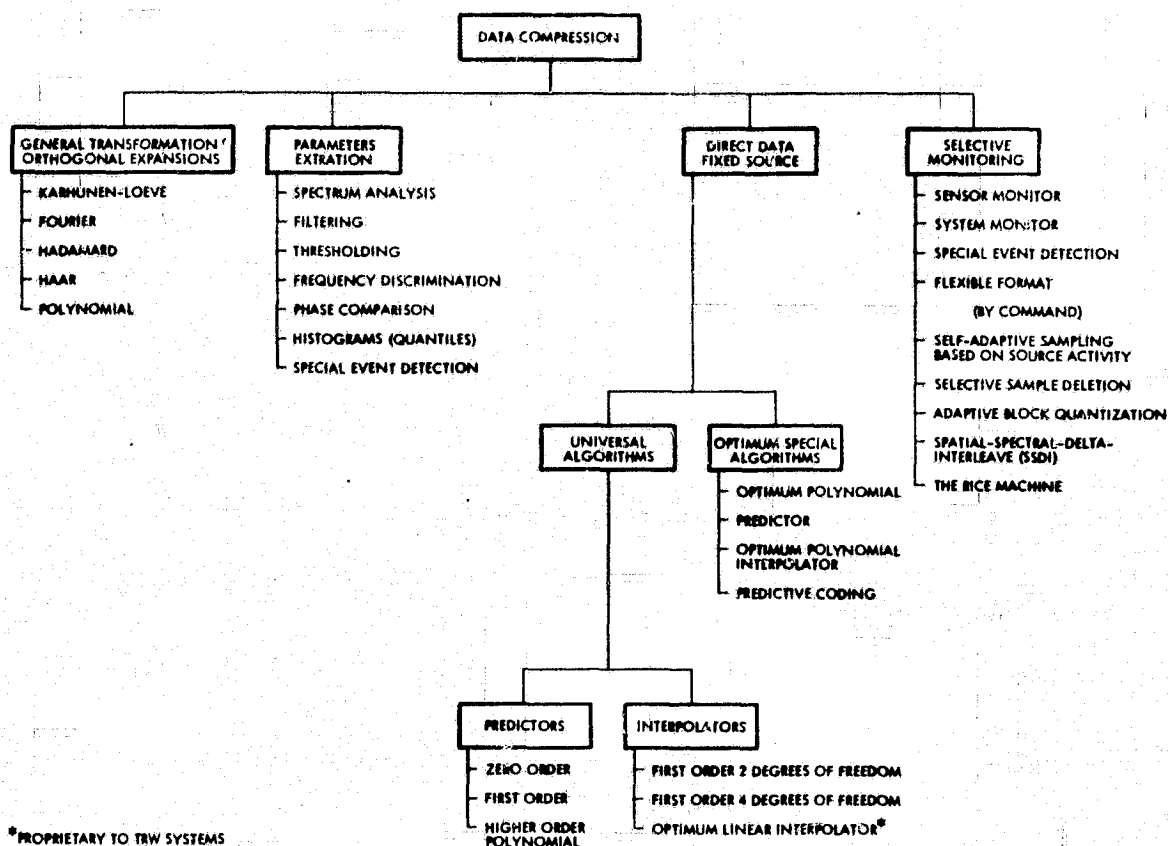 DATA COMPRESSION
GENERAL TRANSFORMATION
ORTHOGONAL EXPANSIONS
KARHUNEN-LOEVE
FOURIER
HADAMARD
HAAR
POLYNOMIAL
PARAMETERS
EXTRATION
SPECTRUM ANALYSIS
FILTERING
THRESHOLDING
FREQUENCY DISCRIMINATION
PHASE COMPARISON
HISTOGRAMS (QUANTILES)
SPECIAL EVENT DETECTION
DIRECT DATA
FIXED SOURCE
UNIVERSAL
ALGORITHMS
PREDICTORS
ZERO ORDER
FIRST ORDER
HIGHER ORDER
POLYNOMIAL
INTERPOLATORS
FIRST ORDER 2 DEGREES OF FREEDOM
FIRST ORDER 4 DEGREES OF FREEDOM
OPTIMUM LINEAR INTERPOLATOR*
OPTIMUM SPECIAL
ALGORITHMS
OPTIMUM POLYNOMIAL
PREDICTOR
OPTIMUM POLYNOMIAL
INTERPOLATOR
PREDICTIVE CODING
SELECTIVE
MONITORING
SENSOR MONITOR
SYSTEM MONITOR
SPECIAL EVENT DETECTION
FLEXIBLE FORMAT
(BY COMMAND)
SELF-ADAPTIVE SAMPLING
BASED ON SOURCE ACTIVITY
SELECTIVE SAMPLE DELETION
ADAPTIVE BLOCK QUANTIZATION
SPATIAL-SPECTRAL-DELTA-
INTERLEAVE (SSDI)
THE RICE MACHINE
*PROPRIETARY TO TRW SYSTEMS